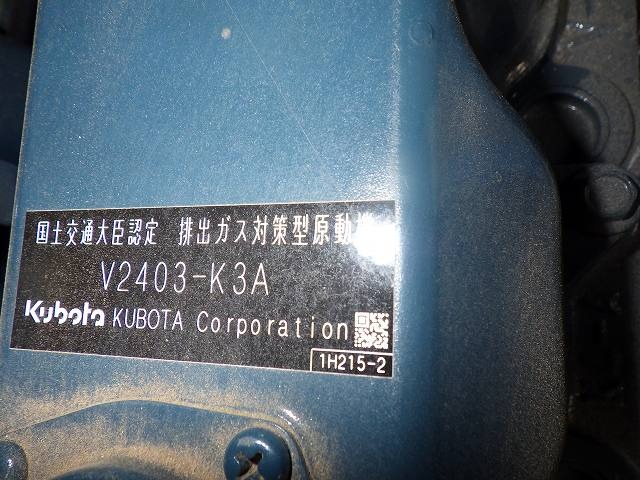 国土交通大臣認定 排出ガス対策型原動機
V2403-K3A
Kubota KUBOTA Corporation
1H215-2